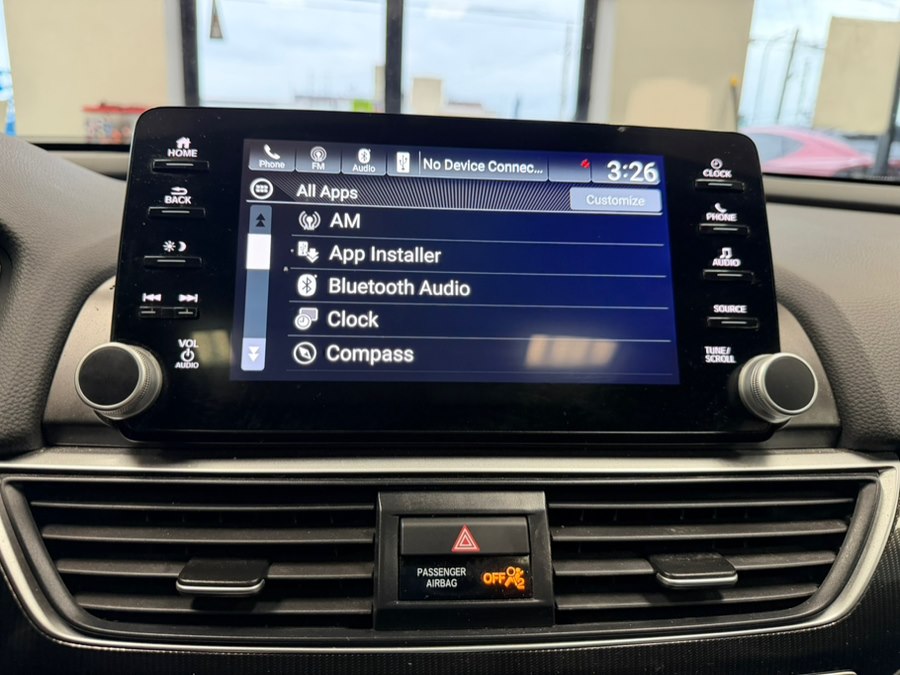 HOME
BACK
VOL
AUDIO
Phone
FM
Audio
No Device Connec...
3:26
All Apps
Customize
AM
App Installer
Bluetooth Audio
Clock
Compass
CLOCK
PHONE
AUDIO
SOURCE
TUNE/
SCROLL
PASSENGER
AIRBAG
OFF
2